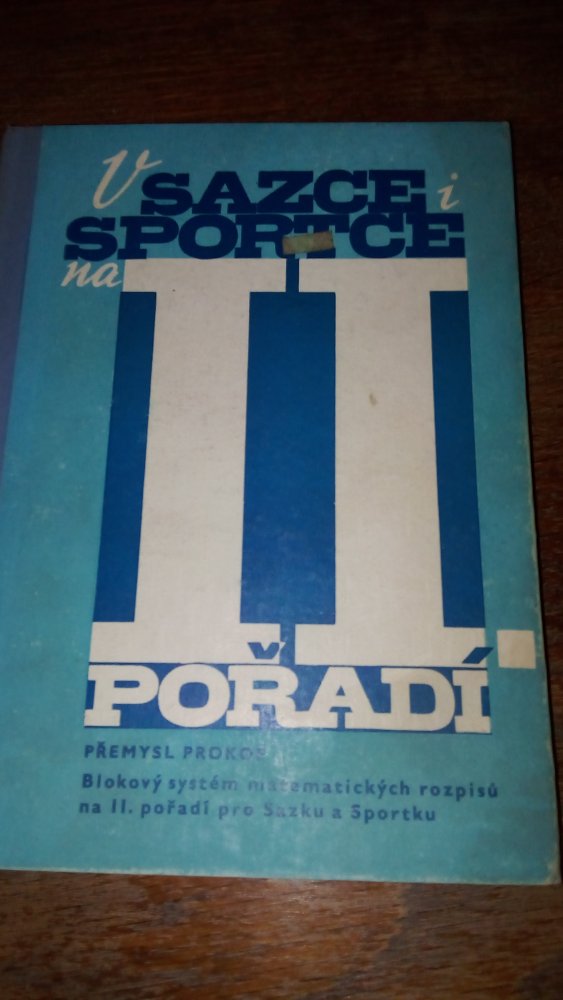 V SAZCE i
SPORTCE
na II.
POŘADÍ
PŘEMYSL PROKOP
Blokový systém matematických rozpisů
na II. pořadí pro Sazku a Sportku